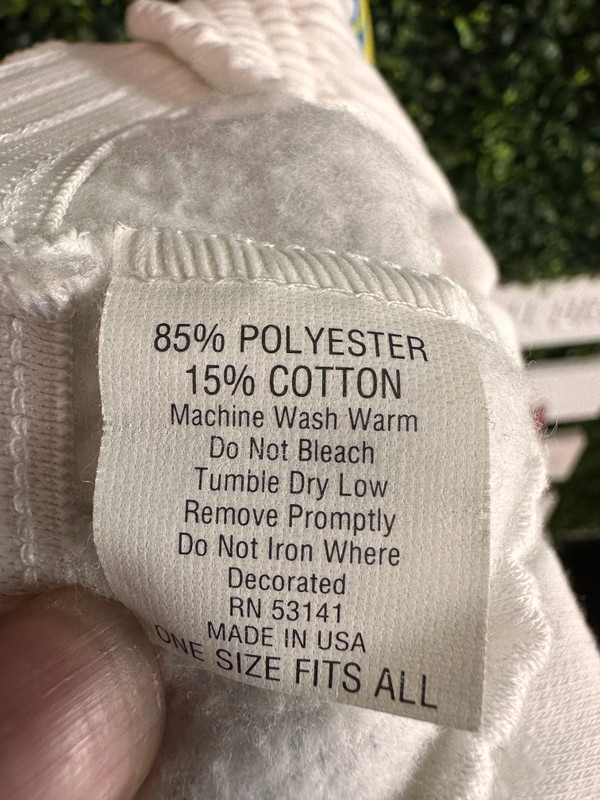 85% POLYESTER
15% COTTON
Machine Wash Warm
Do Not Bleach
Tumble Dry Low
Remove Promptly
Do Not Iron Where
Decorated
RN 53141
MADE IN USA
ONE SIZE FITS ALL